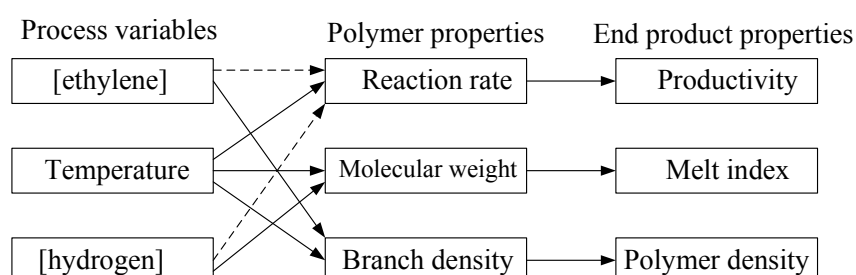 Process variables Polymer properties End product properties
[ethylene] Reaction rate Productivity
Temperature Molecular weight Melt index
[hydrogen] Branch density Polymer density